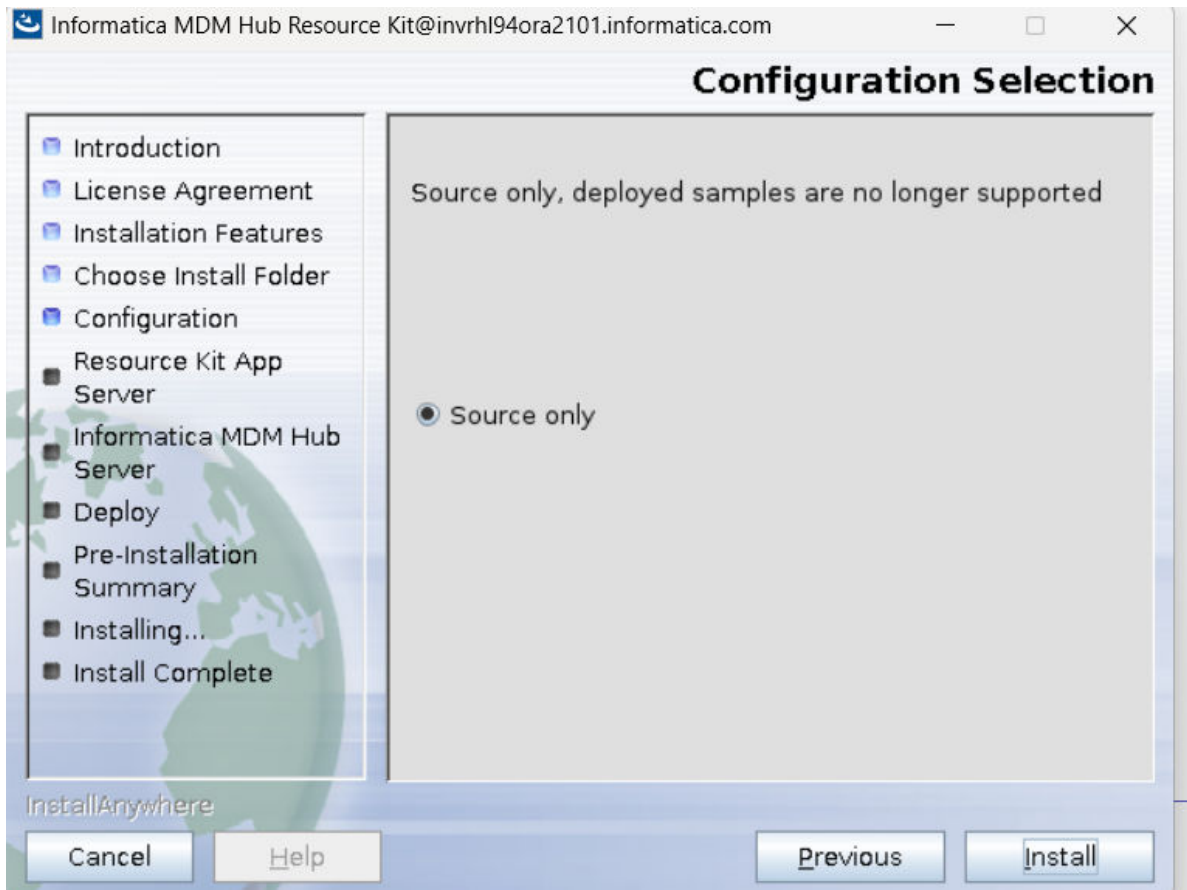 Informatica MDM Hub Resource Kit@invrhl94ora2101.informatica.com
Configuration Selection
Introduction
License Agreement
Installation Features
Choose Install Folder
Configuration
Resource Kit App
Server
Informatica MDM Hub
Server
Deploy
Pre-Installation
Summary
Installing...
Install Complete
Source only, deployed samples are no longer supported
Source only
InstallAnywhere
Cancel
Help
Previous
Install